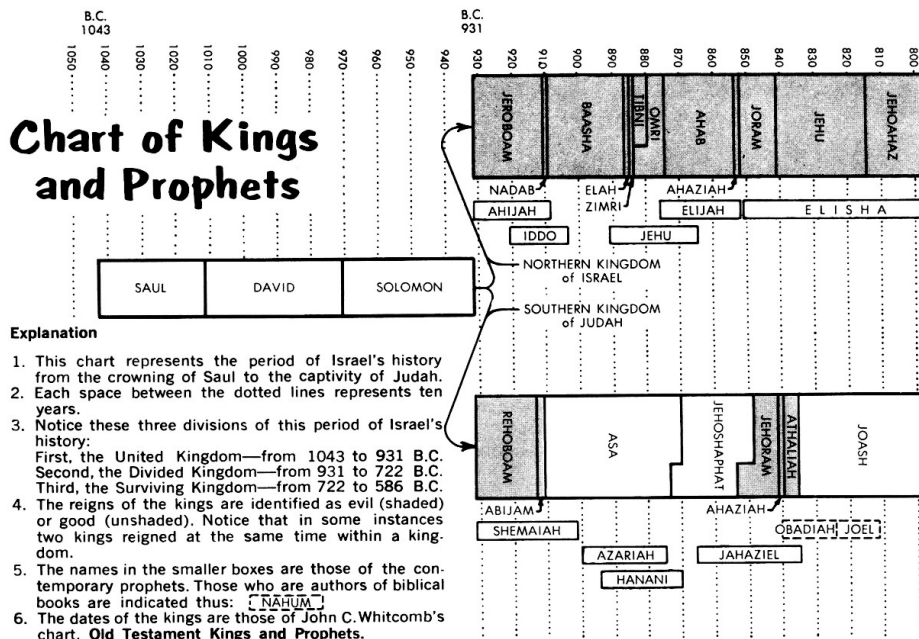 B.C.
1043
B.C.
931
1050
1040
1030
1020
1010
1000
990
980
970
960
950
940
930
920
910
900
890
880
870
860
850
840
830
820
810
800
Chart of Kings
and Prophets
JEROBOAM
BAASHA
TIBNI
OMRI
AHAB
JORAM
JEHU
JEHOAHAZ
NADAB
ELAH
ZIMRI
AHAZIAH
AHIJAH
ELIJAH
ELISHA
IDDO
JEHU
NORTHERN KINGDOM
of ISRAEL
SAUL
DAVID
SOLOMON
SOUTHERN KINGDOM
of JUDAH
Explanation
1. This chart represents the period of Israel's history
from the crowning of Saul to the captivity of Judah.
2. Each space between the dotted lines represents ten
years.
3. Notice these three divisions of this period of Israel's
history:
First, the United Kingdom—from 1043 to 931 B.C.
Second, the Divided Kingdom—from 931 to 722 B.C.
Third, the Surviving Kingdom—from 722 to 586 B.C.
4. The reigns of the kings are identified as evil (shaded)
or good (unshaded). Notice that in some instances
two kings reigned at the same time within a king-
dom.
5. The names in the smaller boxes are those of the con-
temporary prophets. Those who are authors of biblical
books are indicated thus: NAHUM
6. The dates of the kings are those of John C. Whitcomb's
chart, Old Testament Kings and Prophets.
REHOBOAM
ASA
JEHOSHAPHAT
JEHORAM
ATHALIAH
JOASH
ABIJAM
AHAZIAH
SHEMAIAH
OBADIAH
JOEL
AZARIAH
JAHAZIEL
HANANI